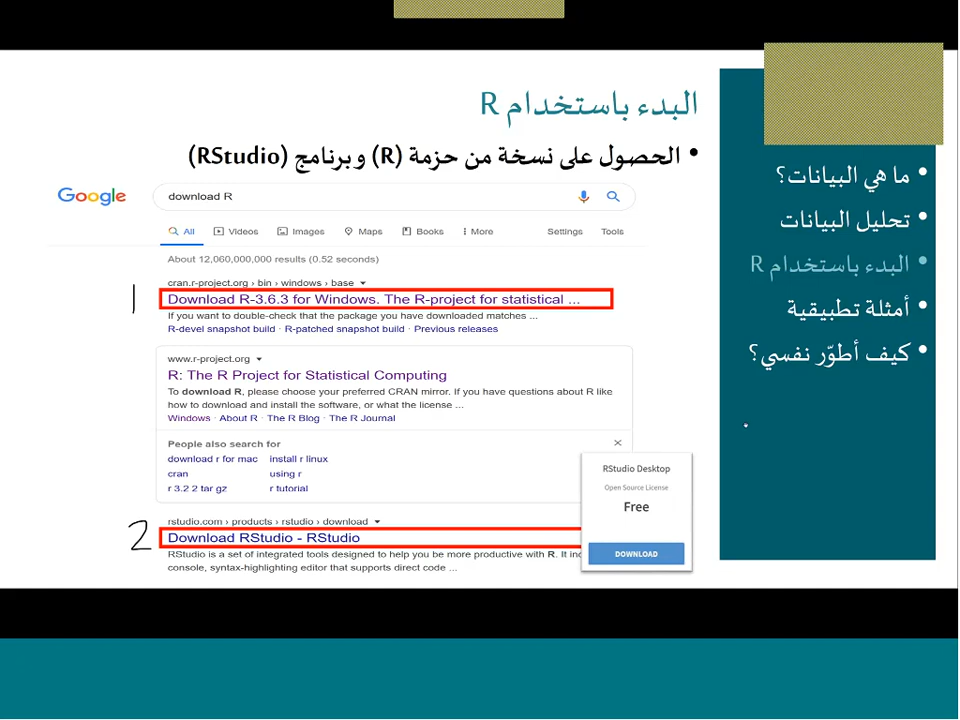 البدء باستخدام R
• الحصول على نسخة من حزمة (R) وبرنامج (RStudio)
Google
download R
All Videos Images Maps Books More Settings Tools
About 12,060,000,000 results (0.52 seconds)
1
cran.r-project.org › bin › windows › base
Download R-3.6.3 for Windows. The R-project for statistical ...
If you want to double-check that the package you have downloaded matches ...
R-devel snapshot build · R-patched snapshot build · Previous releases
www.r-project.org
R: The R Project for Statistical Computing
To download R, please choose your preferred CRAN mirror. If you have questions about R like
how to download and install the software, or what the license ...
Windows · About R · The R Blog · The R Journal
People also search for
download r for mac install r linux
cran using r
r 3.2 2 tar gz r tutorial
2
rstudio.com › products › rstudio › download
Download RStudio - RStudio
RStudio is a set of integrated tools designed to help you be more productive with R. It inc
console, syntax-highlighting editor that supports direct code ...
RStudio Desktop
Open Source License
Free
DOWNLOAD
• ما هي البيانات؟
• تحليل البيانات
• البدء باستخدام R
• أمثلة تطبيقية
• كيف أطوّر نفسي؟